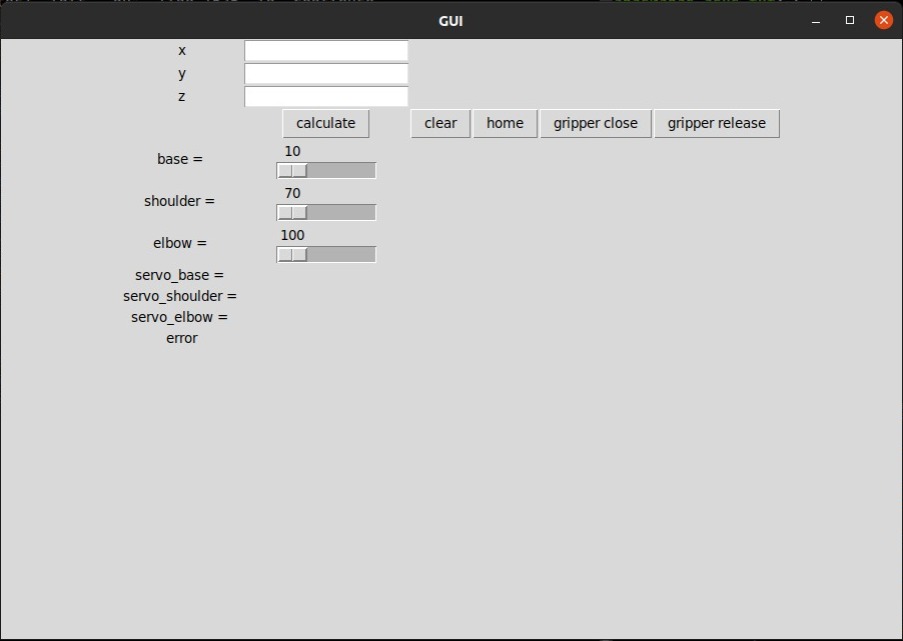 GUI
x
y
z
calculate clear home gripper close gripper release
10
base =
70
shoulder =
100
elbow =
servo_base =
servo_shoulder =
servo_elbow =
error